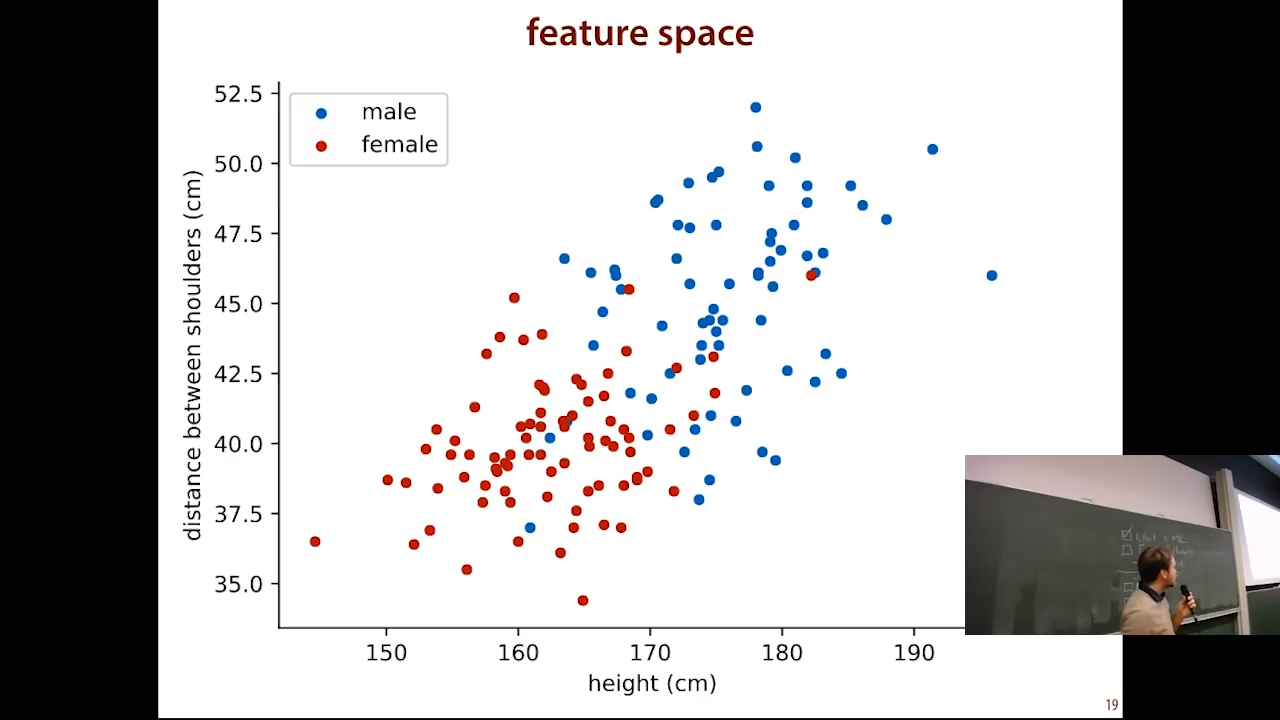 feature space
male
female
52.5
50.0
47.5
45.0
42.5
40.0
37.5
35.0
distance between shoulders (cm)
150
160
170
180
190
height (cm)
19